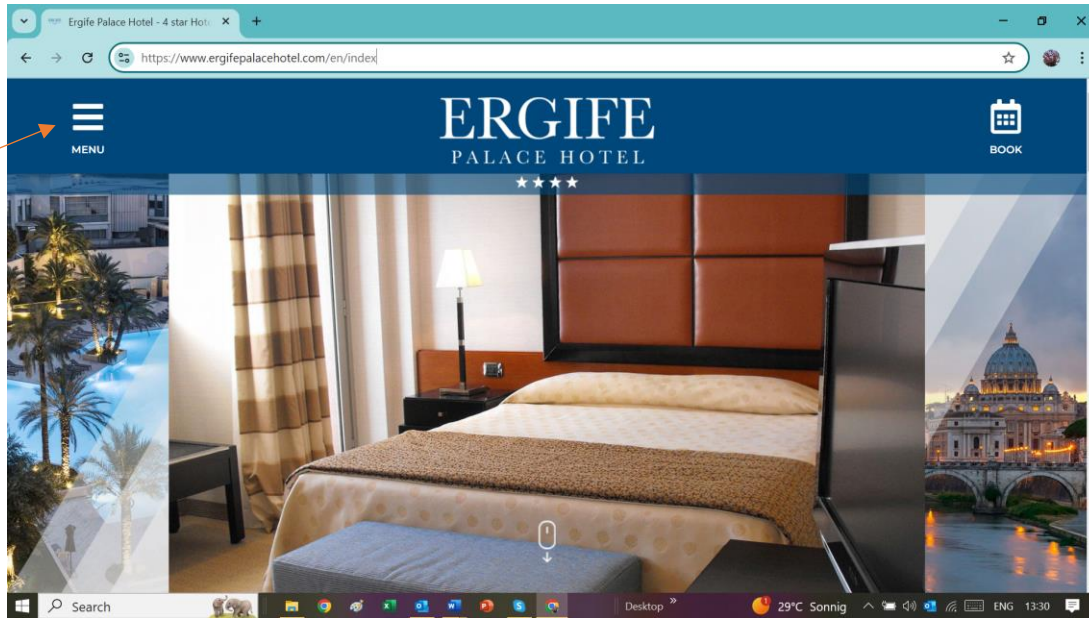 Ergife Palace Hotel - 4 star Hote
https://www.ergifepalacehotel.com/en/index
MENU
ERGIFE
PALACE HOTEL
BOOK
Search
Desktop
29°C Sonnig
ENG
13:30